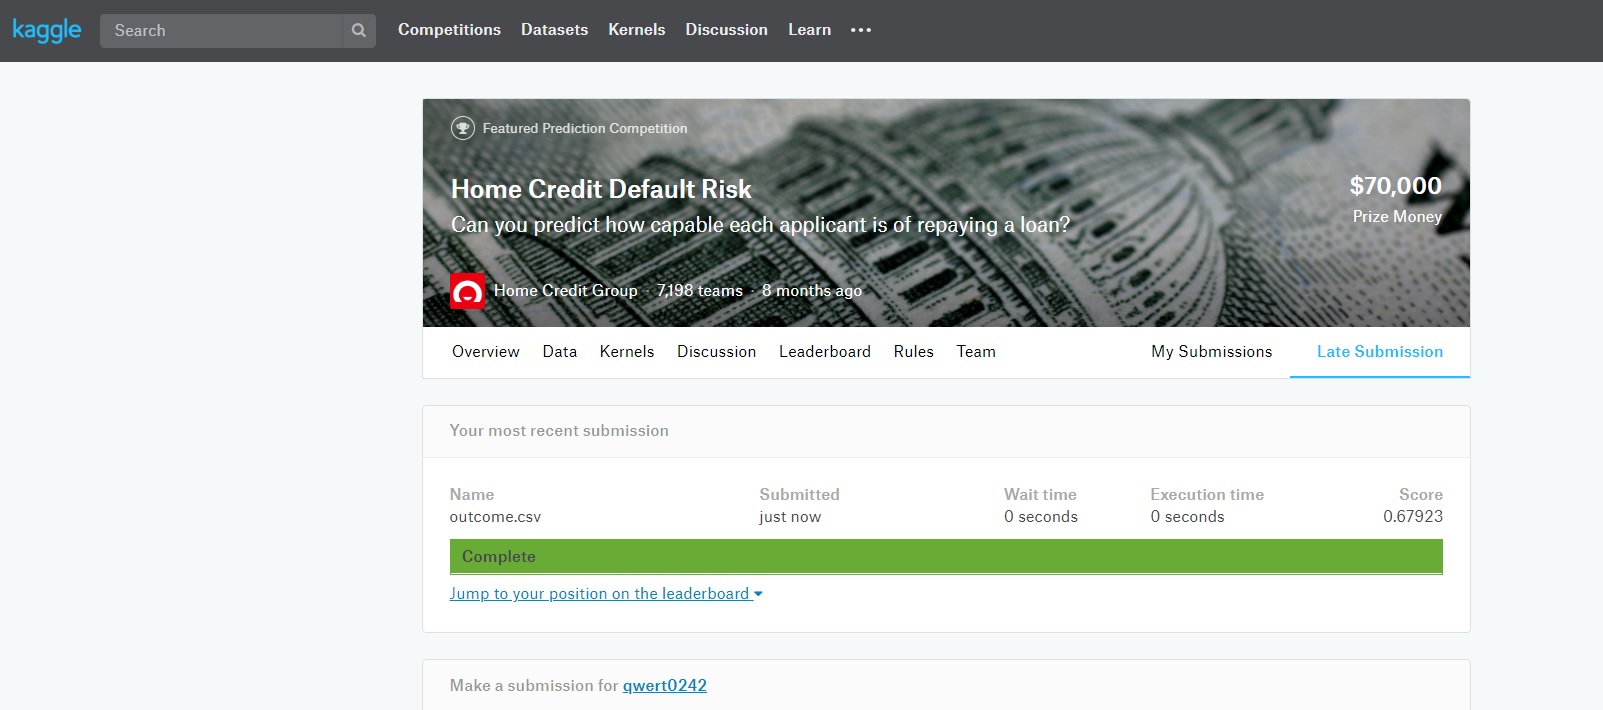 kaggle Search Competitions Datasets Kernels Discussion Learn •••
Featured Prediction Competition
Home Credit Default Risk
Can you predict how capable each applicant is of repaying a loan?
$70,000
Prize Money
Home Credit Group · 7,198 teams · 8 months ago
Overview Data Kernels Discussion Leaderboard Rules Team My Submissions Late Submission
Your most recent submission
Name Submitted Wait time Execution time Score
outcome.csv just now 0 seconds 0 seconds 0.67923
Complete
Jump to your position on the leaderboard
Make a submission for qwert0242